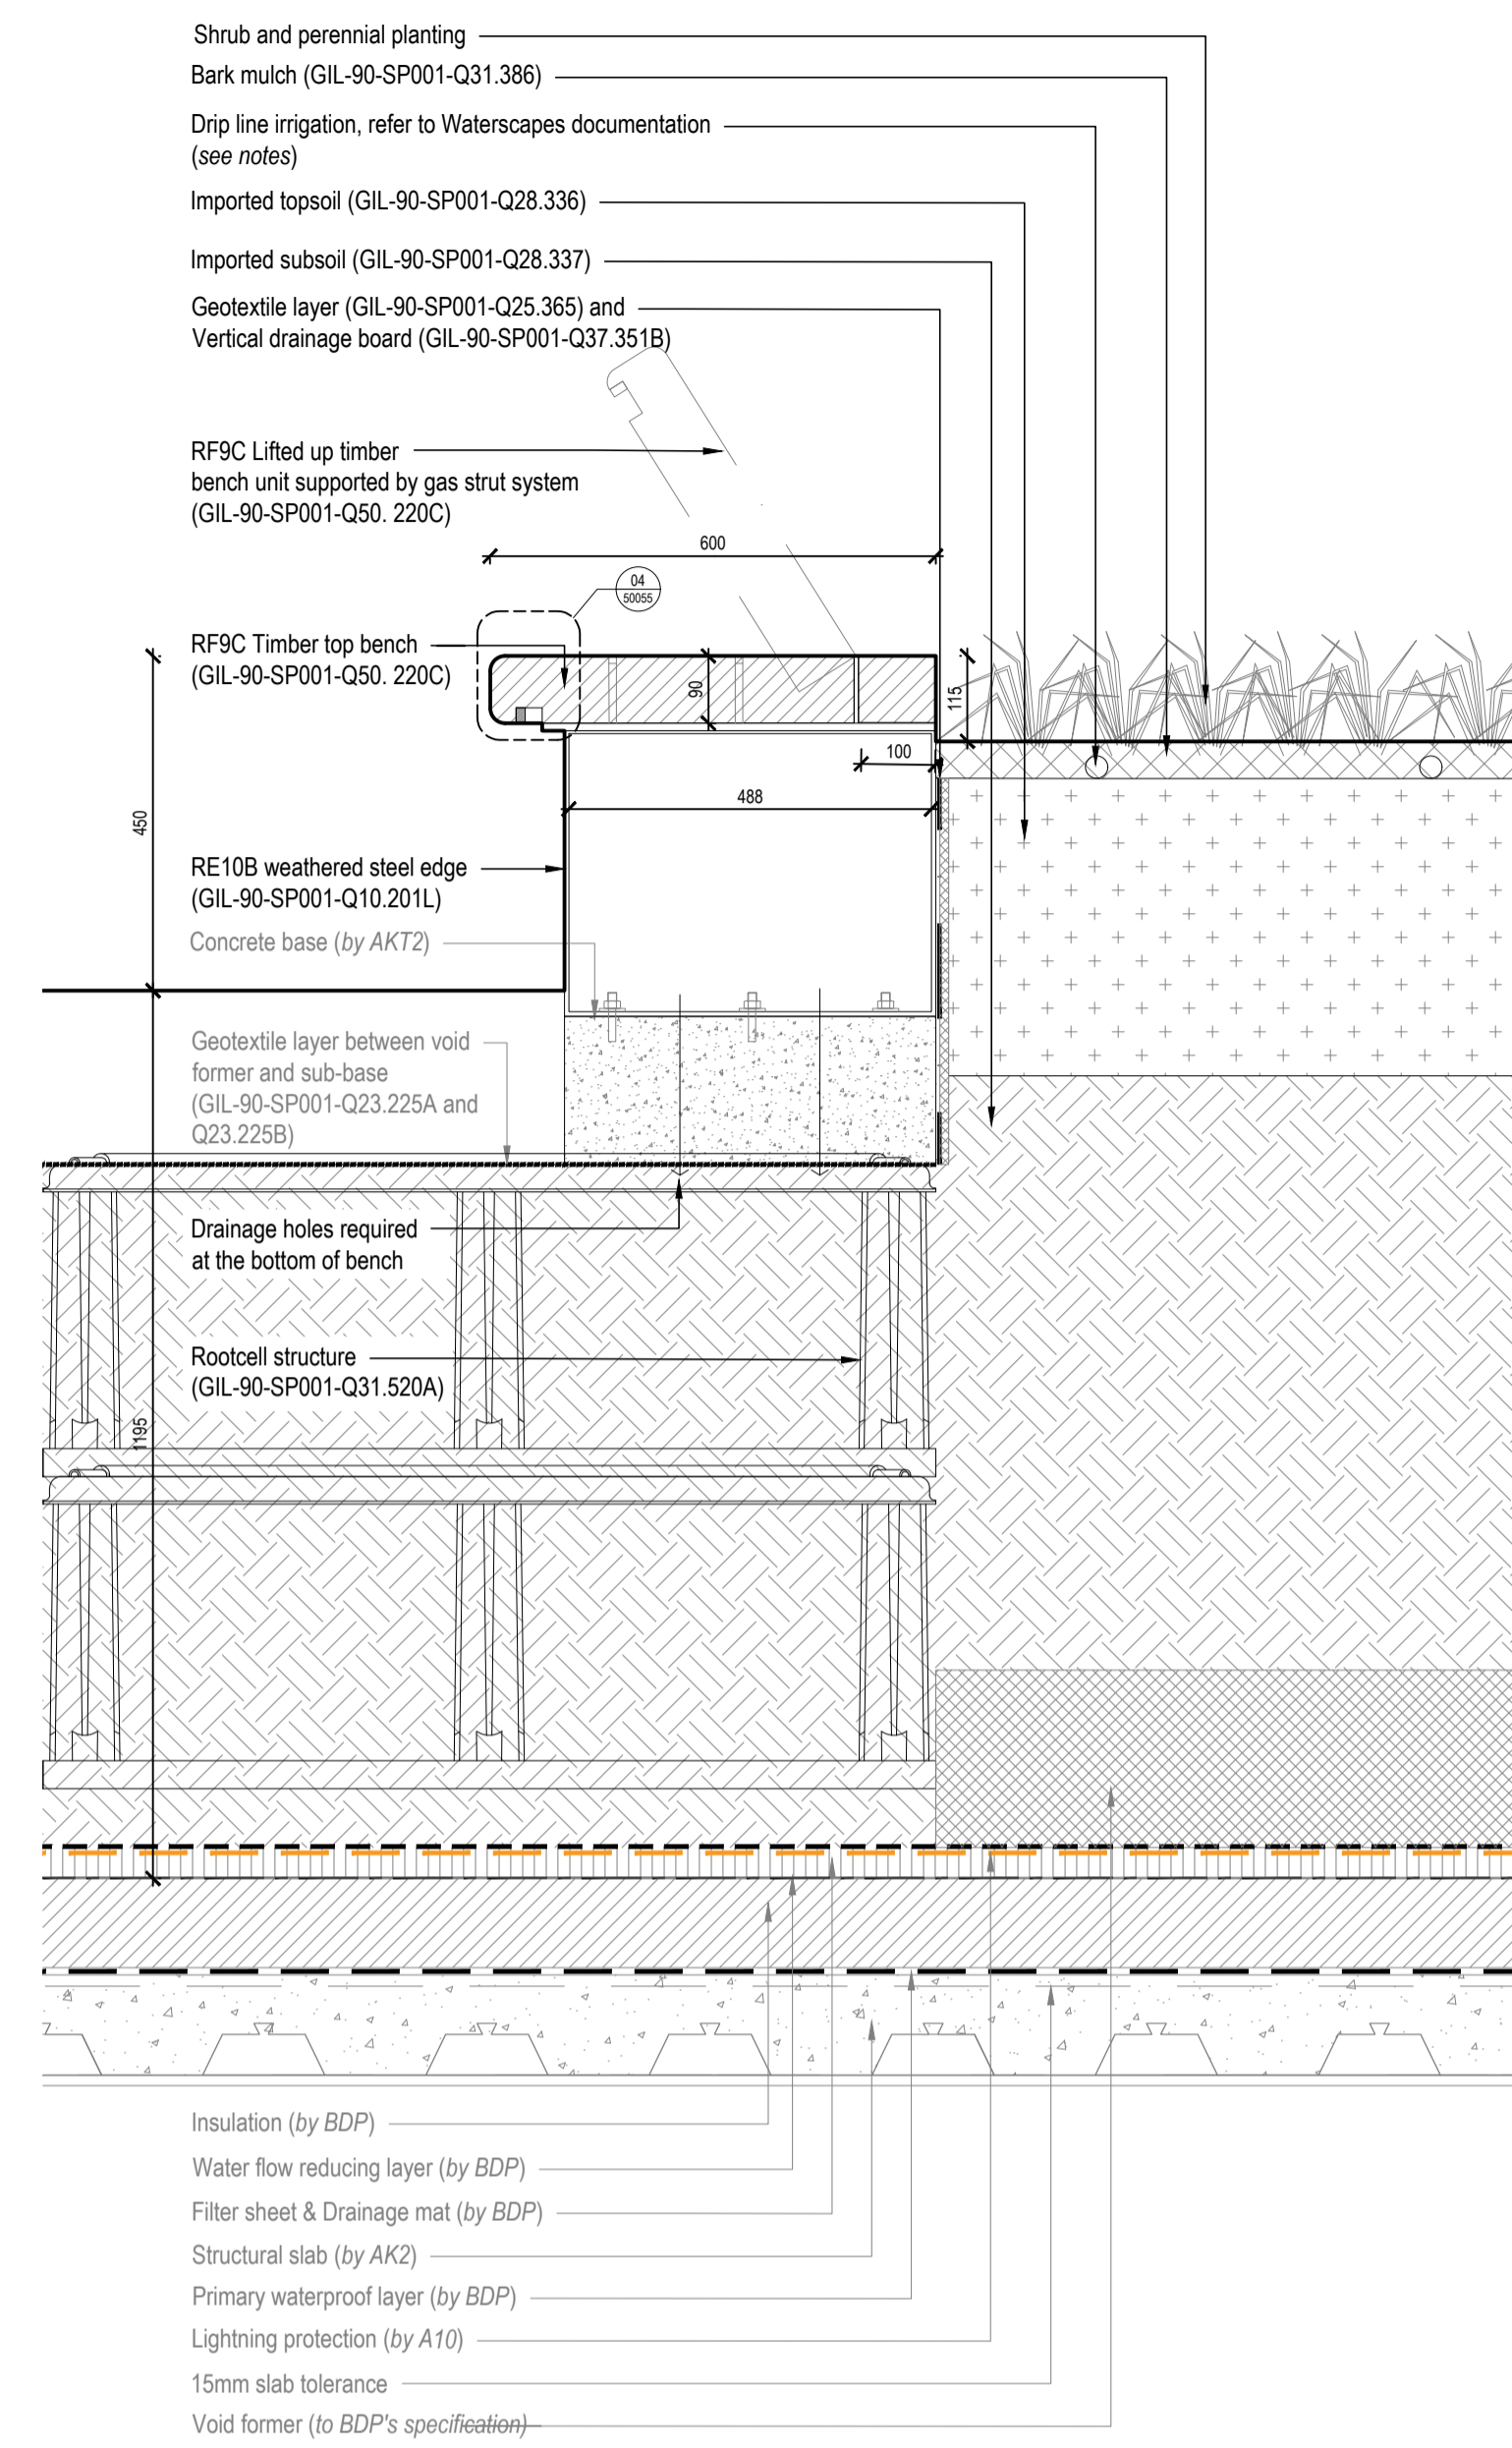 Shrub and perennial planting
Bark mulch (GIL-90-SP001-Q31.386)
Drip line irrigation, refer to Waterscapes documentation
(see notes)
Imported topsoil (GIL-90-SP001-Q28.336)
Imported subsoil (GIL-90-SP001-Q28.337)
Geotextile layer (GIL-90-SP001-Q25.365) and
Vertical drainage board (GIL-90-SP001-Q37.351B)
RF9C Lifted up timber
bench unit supported by gas strut system
(GIL-90-SP001-Q50. 220C)
600
04
50055
RF9C Timber top bench
(GIL-90-SP001-Q50. 220C)
90
115
100
488
450
RE10B weathered steel edge
(GIL-90-SP001-Q10.201L)
Concrete base (by AKT2)
Geotextile layer between void
former and sub-base
(GIL-90-SP001-Q23.225A and
Q23.225B)
Drainage holes required
at the bottom of bench
Rootcell structure
(GIL-90-SP001-Q31.520A)
1195
Insulation (by BDP)
Water flow reducing layer (by BDP)
Filter sheet & Drainage mat (by BDP)
Structural slab (by AK2)
Primary waterproof layer (by BDP)
Lightning protection (by A10)
15mm slab tolerance
Void former (to BDP's specification)